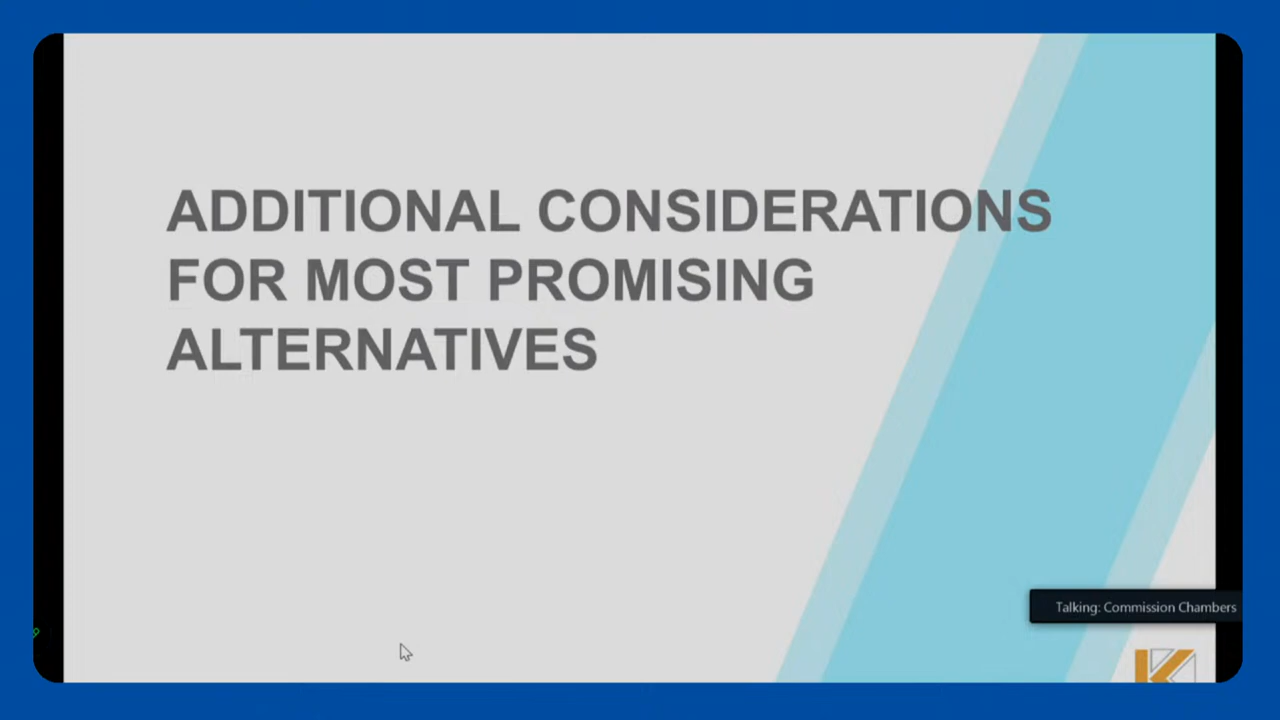 ADDITIONAL CONSIDERATIONS
FOR MOST PROMISING
ALTERNATIVES
Talking: Commission Chambers